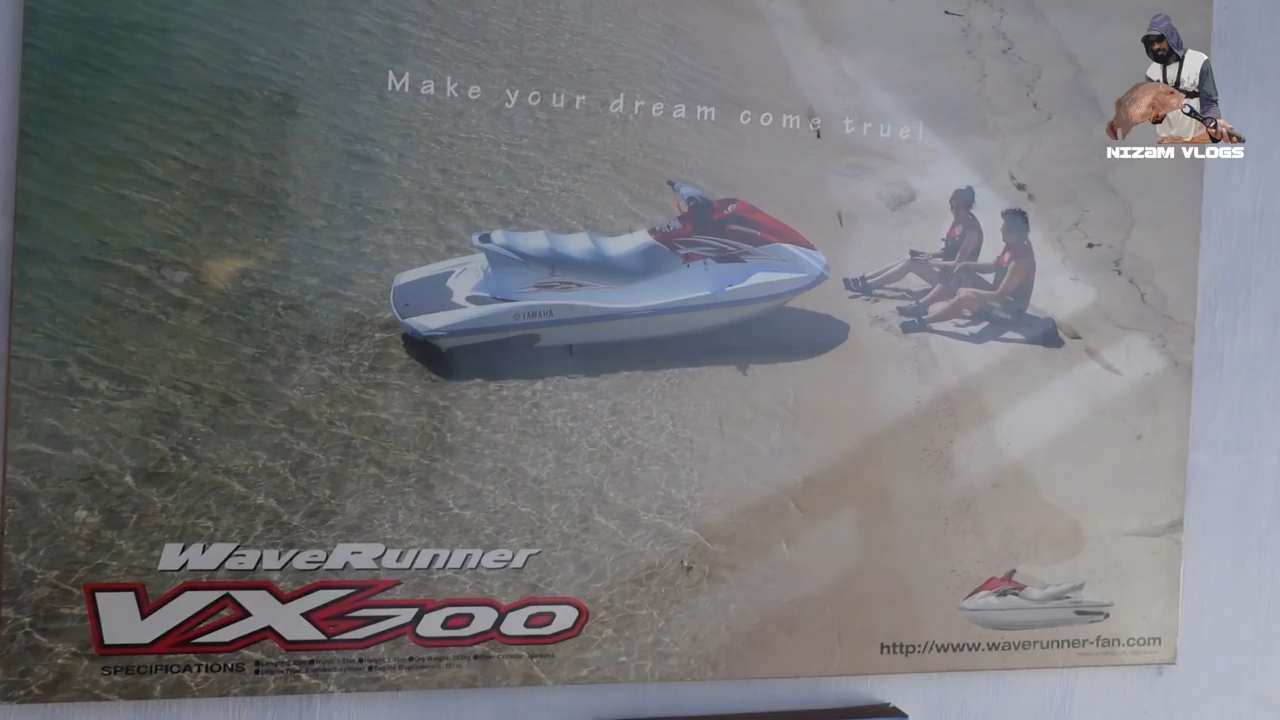 Make your dream come true!
NIZAM VLOGS
YAMAHA
WAVERUNNER
VX700
SPECIFICATIONS
http://www.waverunner-fan.com